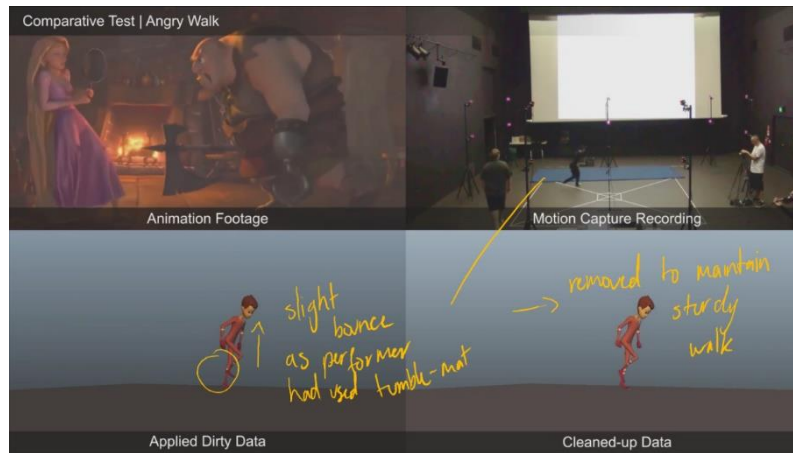 Comparative Test | Angry Walk
Animation Footage
Motion Capture Recording
slight
bounce
as performer
had used tumble-mat
→ removed to maintain
sturdy
walk
Applied Dirty Data
Cleaned-up Data